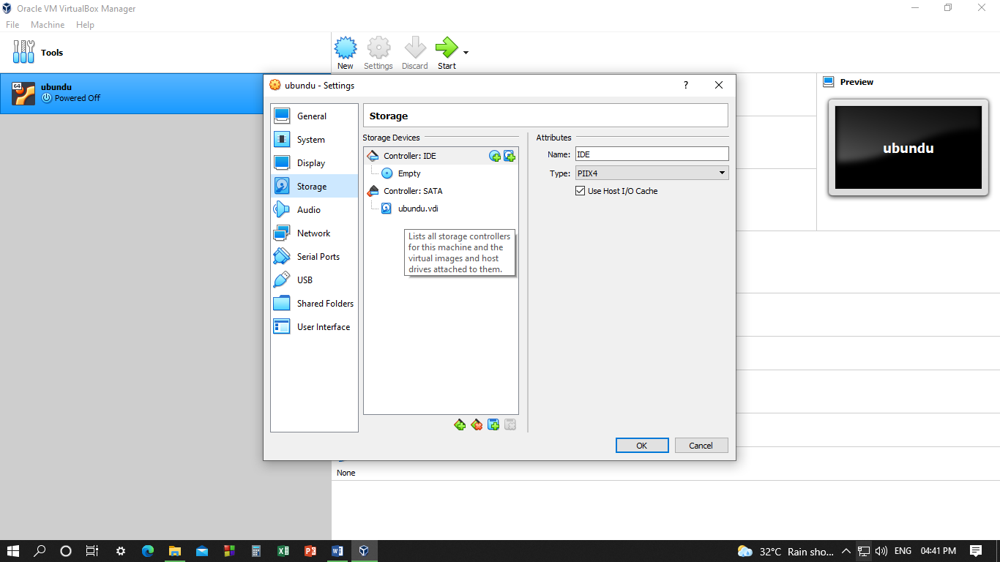 Oracle VM VirtualBox Manager
File Machine Help
Tools
New
Settings
Discard
Start
64
ubundu
Powered Off
ubundu - Settings
?
General
System
Display
Storage
Audio
Network
Serial Ports
USB
Shared Folders
User Interface
Storage
Storage Devices
Controller: IDE
Empty
Controller: SATA
ubundu.vdi
Lists all storage controllers
for this machine and the
virtual images and host
drives attached to them.
Attributes
Name: IDE
Type: PIIX4
Use Host I/O Cache
OK
Cancel
Preview
ubundu
None
32°C Rain sho...
ENG
04:41 PM